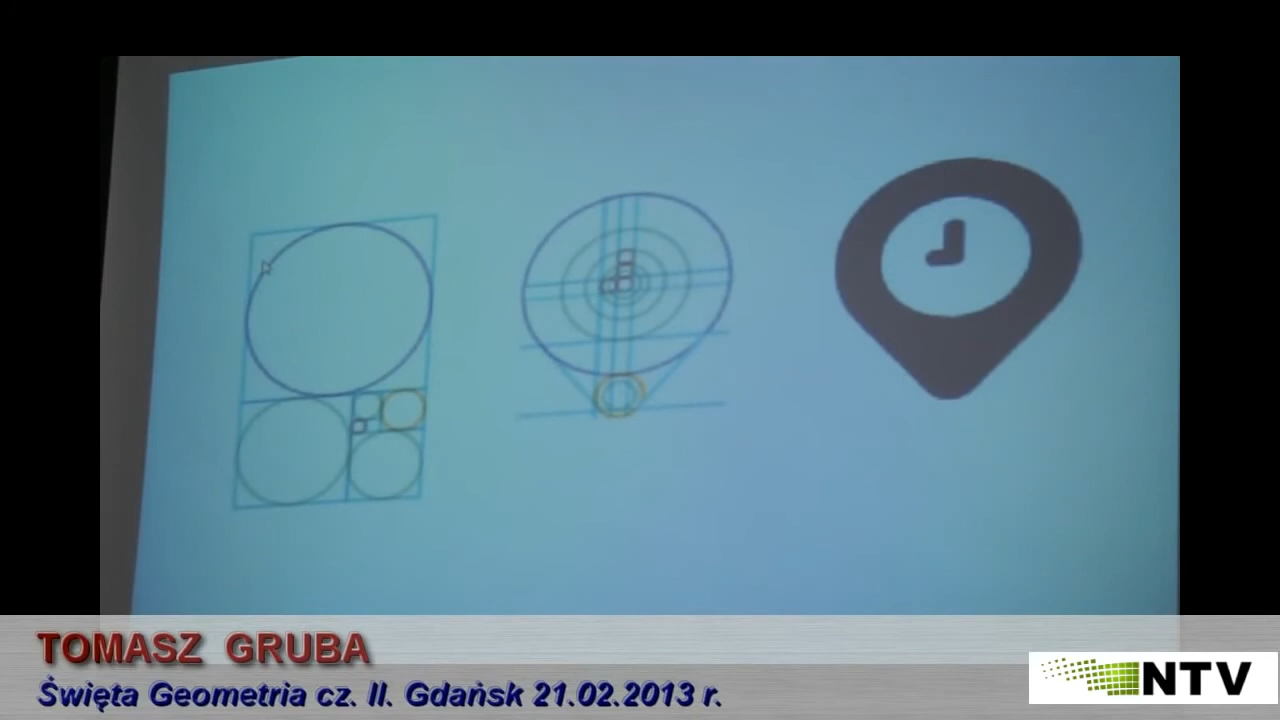 TOMASZ GRUBA
Święta Geometria cz. II. Gdańsk 21.02.2013 r.
NTV